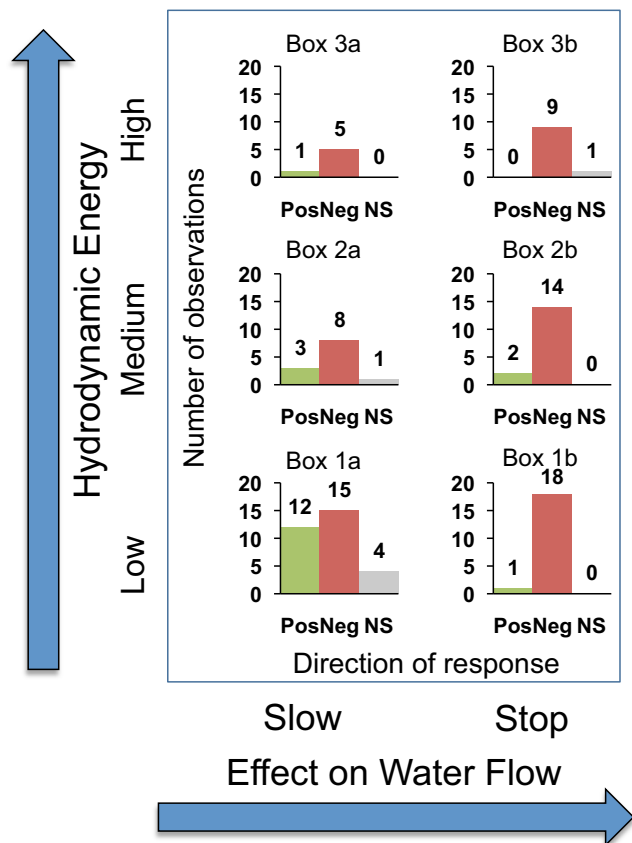 Box 3a
20
15
10
5
0
1
5
0
PosNeg NS
Box 3b
20
15
10
5
0
0
9
1
PosNeg NS
Box 2a
20
15
10
5
0
3
8
1
PosNeg NS
Box 2b
20
15
10
5
0
2
14
0
PosNeg NS
Box 1a
20
15
10
5
0
12
15
4
PosNeg NS
Box 1b
20
15
10
5
0
1
18
0
PosNeg NS
Hydrodynamic Energy
High
Medium
Low
Number of observations
Direction of response
Slow
Stop
Effect on Water Flow